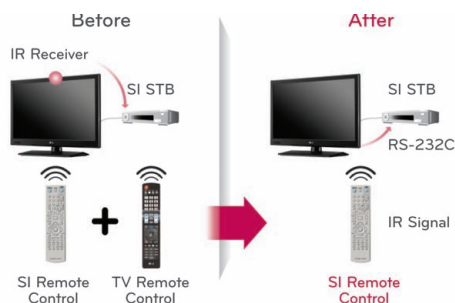 Before
After
IR Receiver
SI STB
SI STB
RS-232C
IR Signal
SI Remote
Control
TV Remote
Control
SI Remote
Control